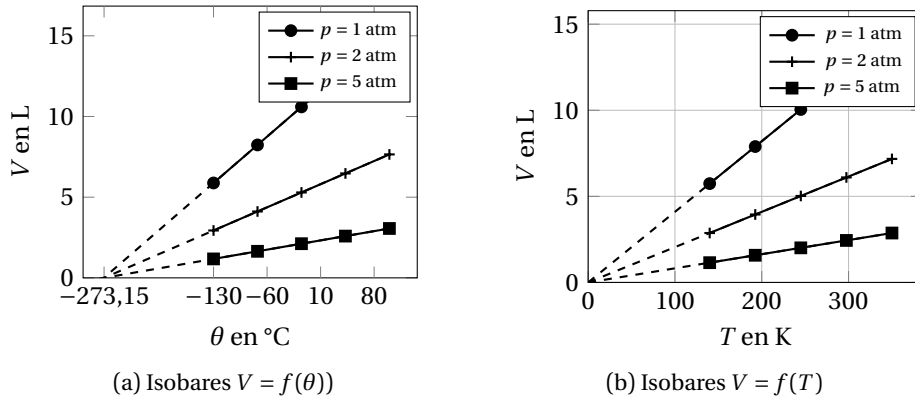 15
10
5
0
−273,15
−130
−60
10
80
V en L
θ en °C
p = 1 atm
p = 2 atm
p = 5 atm
(a) Isobares V = f(θ))
15
10
5
0
0
100
200
300
V en L
T en K
p = 1 atm
p = 2 atm
p = 5 atm
(b) Isobares V = f(T)